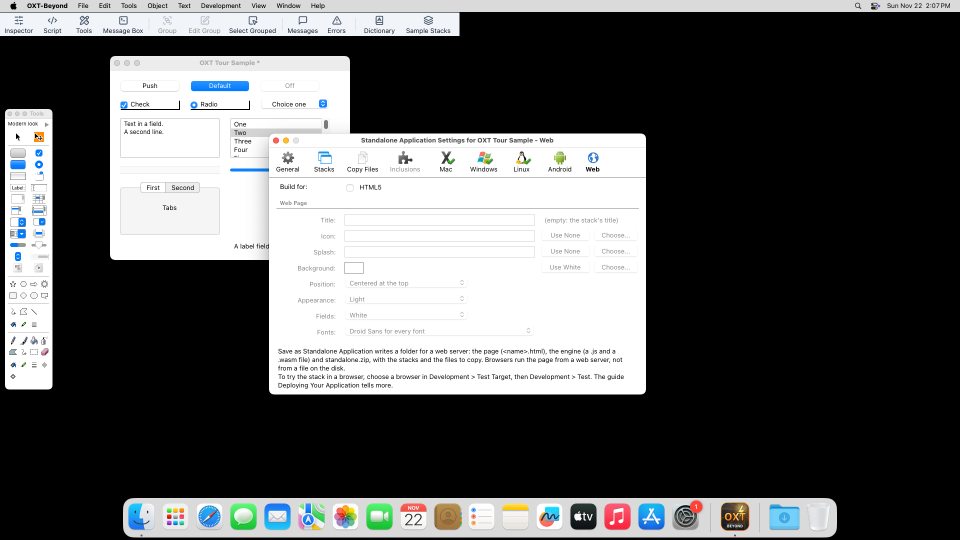 OXT-Beyond File Edit Tools Object Text Development View Window Help Sun Nov 22 2:07 PM
Inspector Script Tools Message Box Group Edit Group Select Grouped Messages Errors Dictionary Sample Stacks
OXT Tour Sample *
Push Default Off
Check Radio Choice one
Text in a field.
A second line.
One
Two
Three
Four
First Second
Tabs
A label field
Tools
Modern look
Label
Standalone Application Settings for OXT Tour Sample - Web
General Stacks Copy Files Inclusions Mac Windows Linux Android Web
Build for: HTML5
Web Page
Title: (empty: the stack's title)
Icon: Use None Choose...
Splash: Use None Choose...
Background: Use White Choose...
Position: Centered at the top
Appearance: Light
Fields: White
Fonts: Droid Sans for every font
Save as Standalone Application writes a folder for a web server: the page (<name>.html), the engine (a .js and a
.wasm file) and standalone.zip, with the stacks and the files to copy. Browsers run the page from a web server, not
from a file on the disk.
To try the stack in a browser, choose a browser in Development > Test Target, then Development > Test. The guide
Deploying Your Application tells more.
NOV
22
tv
1
OXT
BEYOND